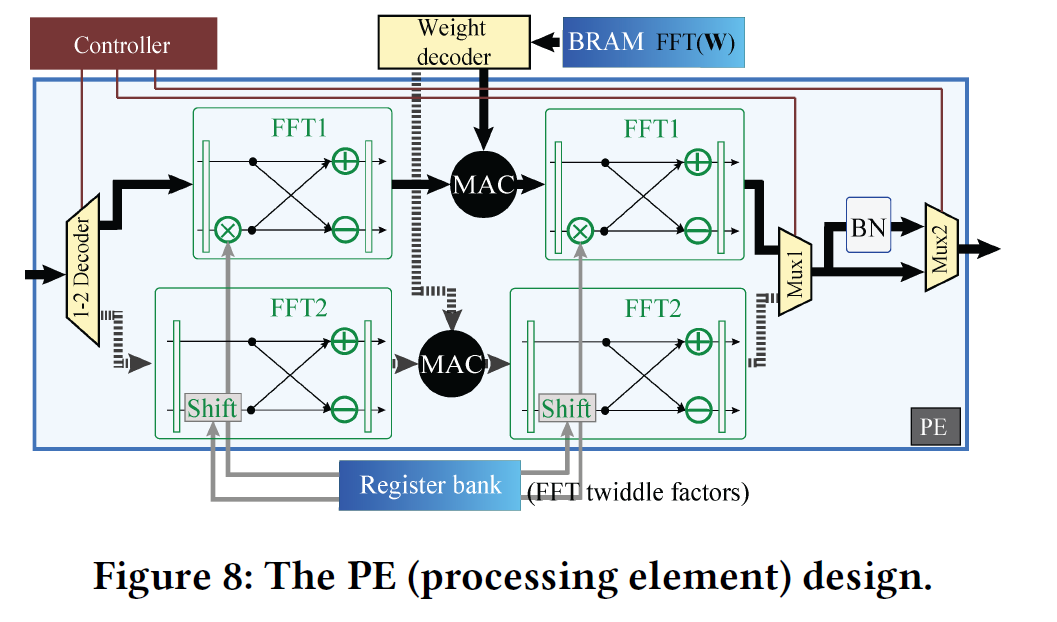 Controller
Weight
decoder
BRAM FFT(W)
1-2 Decoder
FFT1
MAC
FFT1
BN
Mux1
Mux2
FFT2
Shift
MAC
FFT2
Shift
PE
Register bank
(FFT twiddle factors)
Figure 8: The PE (processing element) design.